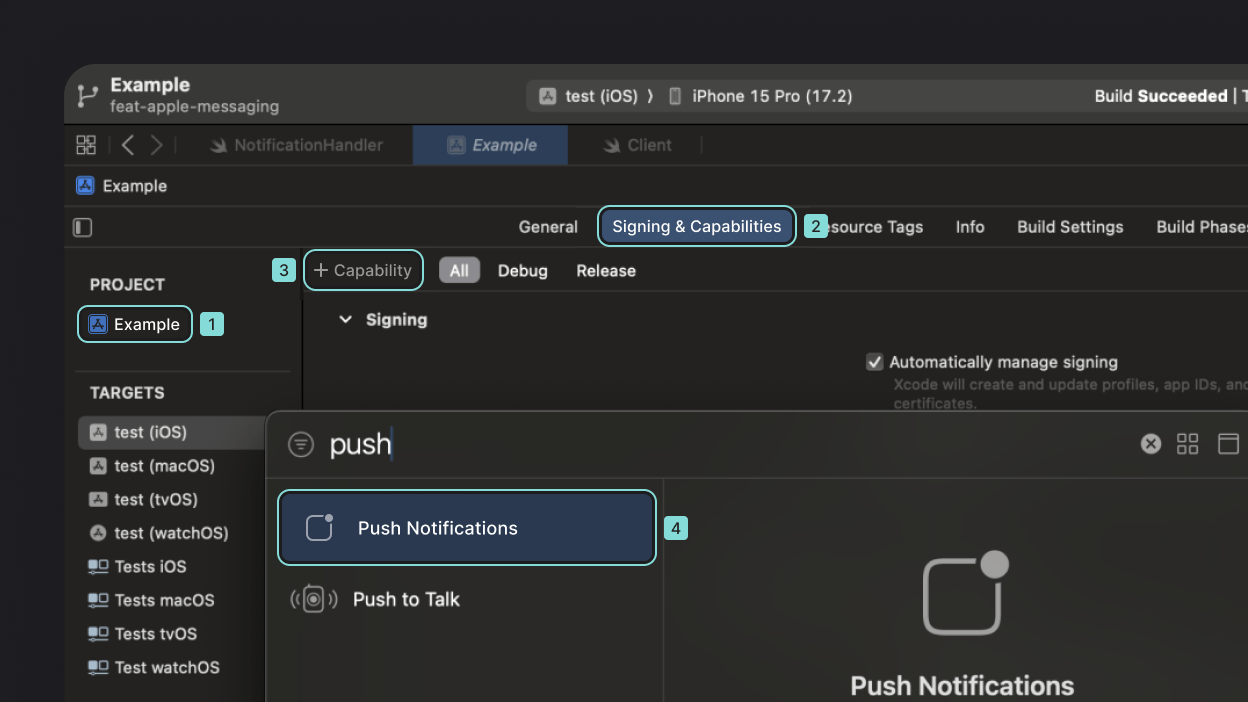 Example
feat-apple-messaging
test (iOS) ⟩ iPhone 15 Pro (17.2)
Build Succeeded |
NotificationHandler
Example
Client
Example
General
Signing & Capabilities
2
source Tags
Info
Build Settings
Build Phases
3
+ Capability
All
Debug
Release
PROJECT
Example
1
Signing
Automatically manage signing
Xcode will create and update profiles, app IDs, and
certificates.
TARGETS
test (iOS)
test (macOS)
test (tvOS)
test (watchOS)
Tests iOS
Tests macOS
Tests tvOS
Test watchOS
push
Push Notifications
4
Push to Talk
Push Notifications